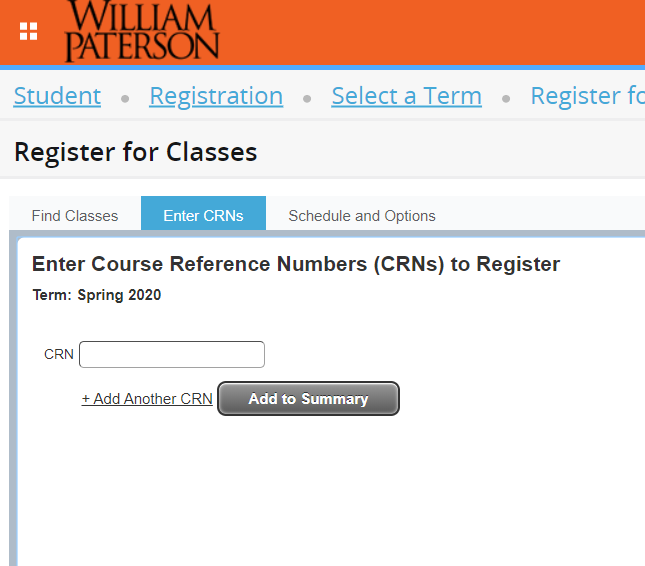 WILLIAM
PATERSON
Student • Registration • Select a Term • Register fo
Register for Classes
Find Classes Enter CRNs Schedule and Options
Enter Course Reference Numbers (CRNs) to Register
Term: Spring 2020
CRN
+ Add Another CRN Add to Summary